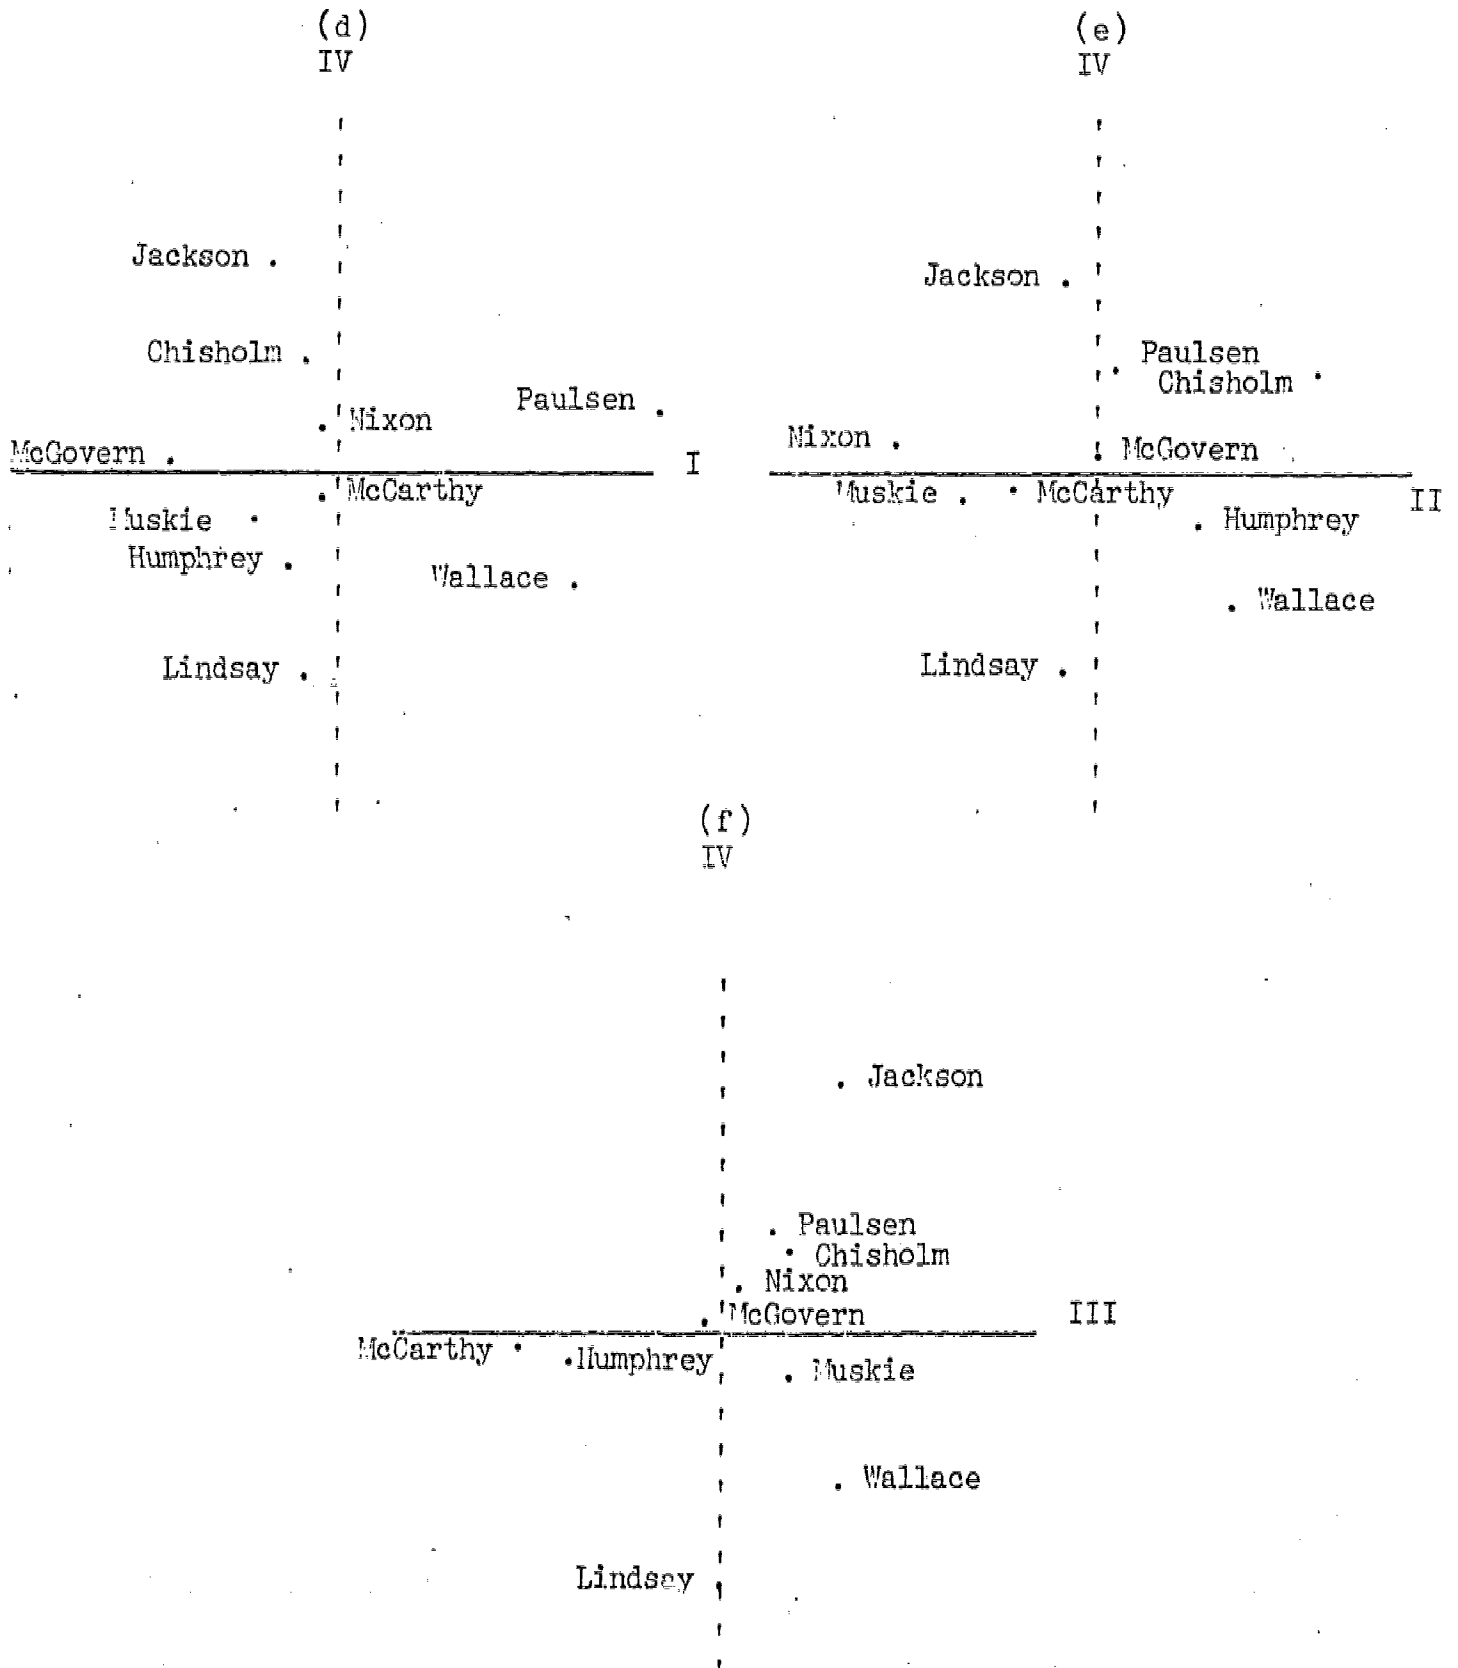 (d)
IV
Jackson .
Chisholm .
. Nixon
Paulsen .
McGovern .
I
. McCarthy
Muskie .
Humphrey .
Wallace .
Lindsay .
(e)
IV
Jackson .
. Paulsen
Chisholm .
Nixon .
. McGovern
Muskie .
. McCarthy
II
. Humphrey
. Wallace
Lindsay .
(f)
IV
. Jackson
. Paulsen
. Chisholm
. Nixon
. McGovern
III
McCarthy .
. Humphrey
. Muskie
. Wallace
Lindsay .